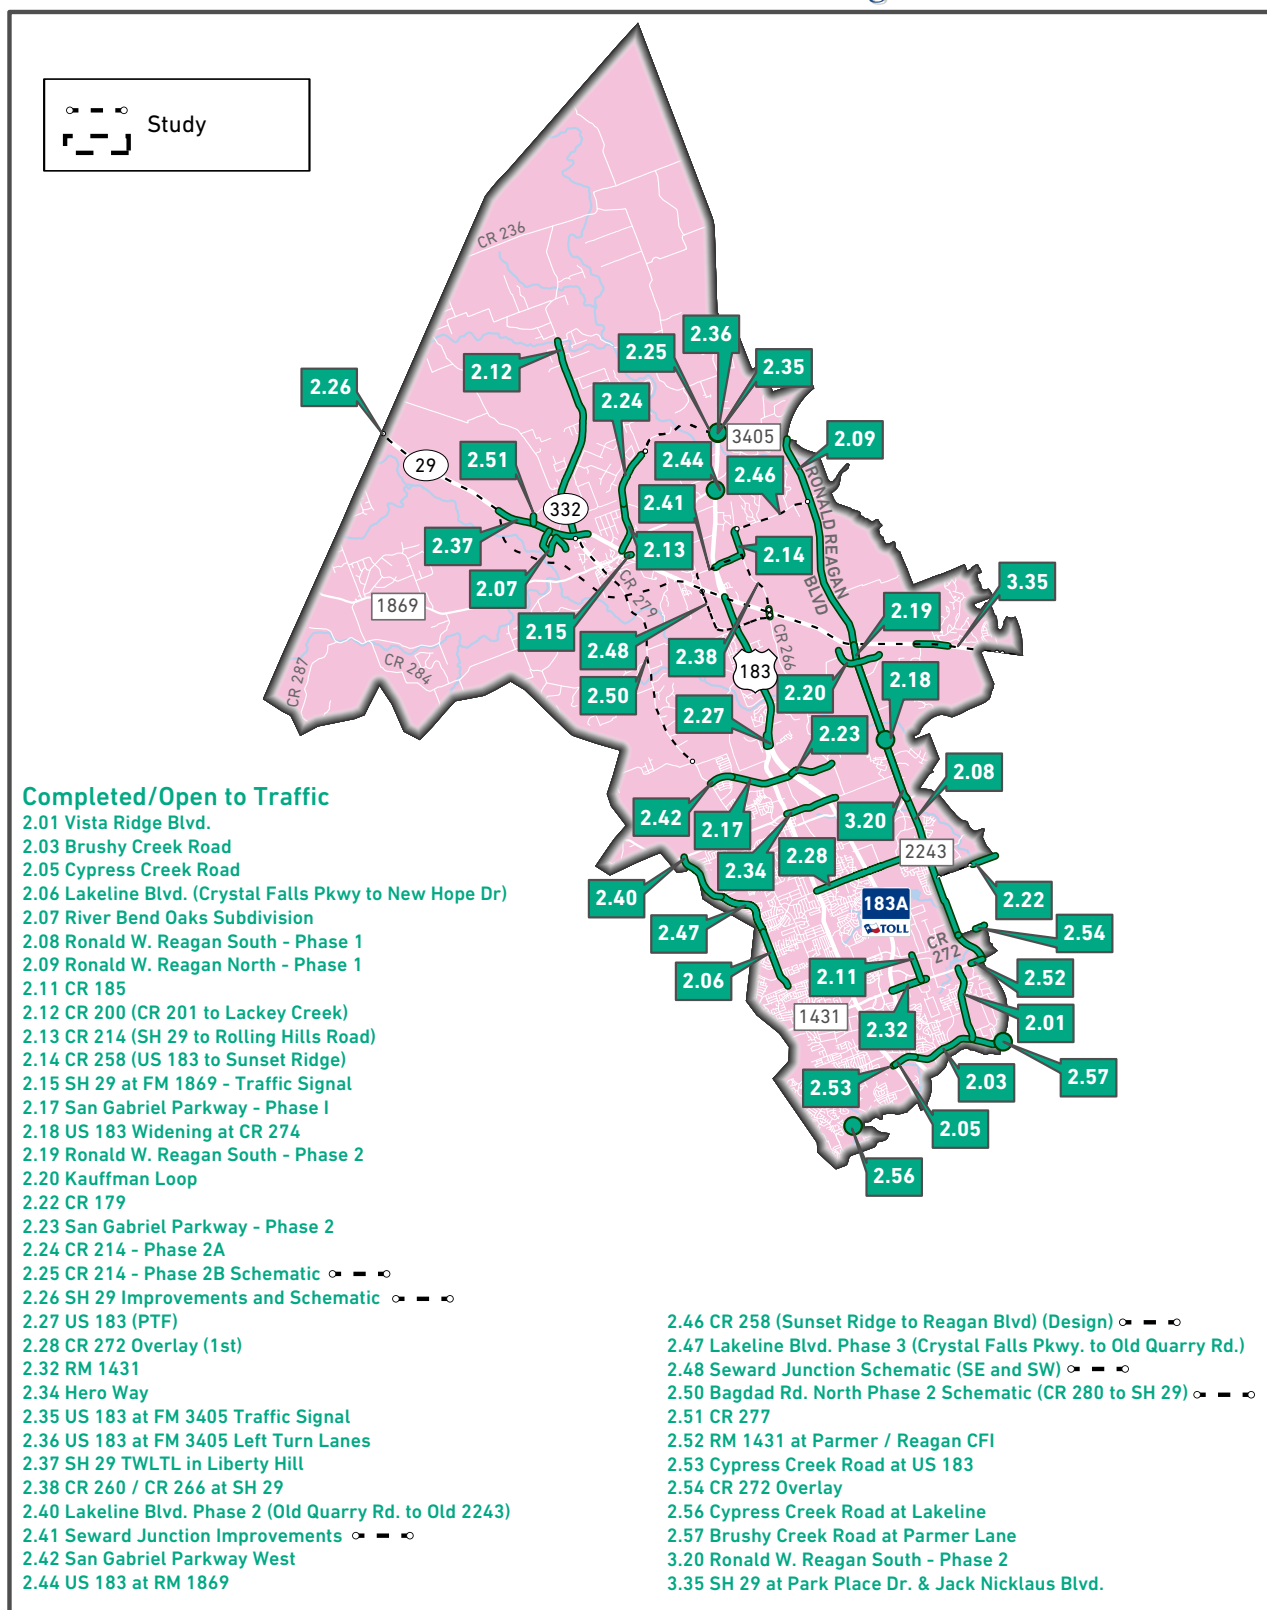 Study
CR 236
2.36
2.25
2.35
2.12
2.26
2.24
3405
2.09
2.44
2.51
29
2.46
2.41
RONALD REAGAN BLVD
332
2.37
2.13
2.14
2.07
CR 279
3.35
1869
2.19
2.15
CR 266
2.48
2.38
CR 284
183
2.18
CR 287
2.20
2.50
2.27
2.23
2.08
2.42
2.17
3.20
2.34
2.28
2243
2.40
2.22
183A
TOLL
2.47
2.54
CR 272
2.11
2.52
2.06
1431
2.32
2.01
2.53
2.03
2.57
2.05
2.56
Completed/Open to Traffic
2.01 Vista Ridge Blvd.
2.03 Brushy Creek Road
2.05 Cypress Creek Road
2.06 Lakeline Blvd. (Crystal Falls Pkwy to New Hope Dr)
2.07 River Bend Oaks Subdivision
2.08 Ronald W. Reagan South - Phase 1
2.09 Ronald W. Reagan North - Phase 1
2.11 CR 185
2.12 CR 200 (CR 201 to Lackey Creek)
2.13 CR 214 (SH 29 to Rolling Hills Road)
2.14 CR 258 (US 183 to Sunset Ridge)
2.15 SH 29 at FM 1869 - Traffic Signal
2.17 San Gabriel Parkway - Phase I
2.18 US 183 Widening at CR 274
2.19 Ronald W. Reagan South - Phase 2
2.20 Kauffman Loop
2.22 CR 179
2.23 San Gabriel Parkway - Phase 2
2.24 CR 214 - Phase 2A
2.25 CR 214 - Phase 2B Schematic
2.26 SH 29 Improvements and Schematic
2.27 US 183 (PTF)
2.28 CR 272 Overlay (1st)
2.32 RM 1431
2.34 Hero Way
2.35 US 183 at FM 3405 Traffic Signal
2.36 US 183 at FM 3405 Left Turn Lanes
2.37 SH 29 TWLTL in Liberty Hill
2.38 CR 260 / CR 266 at SH 29
2.40 Lakeline Blvd. Phase 2 (Old Quarry Rd. to Old 2243)
2.41 Seward Junction Improvements
2.42 San Gabriel Parkway West
2.44 US 183 at RM 1869
2.46 CR 258 (Sunset Ridge to Reagan Blvd) (Design)
2.47 Lakeline Blvd. Phase 3 (Crystal Falls Pkwy. to Old Quarry Rd.)
2.48 Seward Junction Schematic (SE and SW)
2.50 Bagdad Rd. North Phase 2 Schematic (CR 280 to SH 29)
2.51 CR 277
2.52 RM 1431 at Parmer / Reagan CFI
2.53 Cypress Creek Road at US 183
2.54 CR 272 Overlay
2.56 Cypress Creek Road at Lakeline
2.57 Brushy Creek Road at Parmer Lane
3.20 Ronald W. Reagan South - Phase 2
3.35 SH 29 at Park Place Dr. & Jack Nicklaus Blvd.